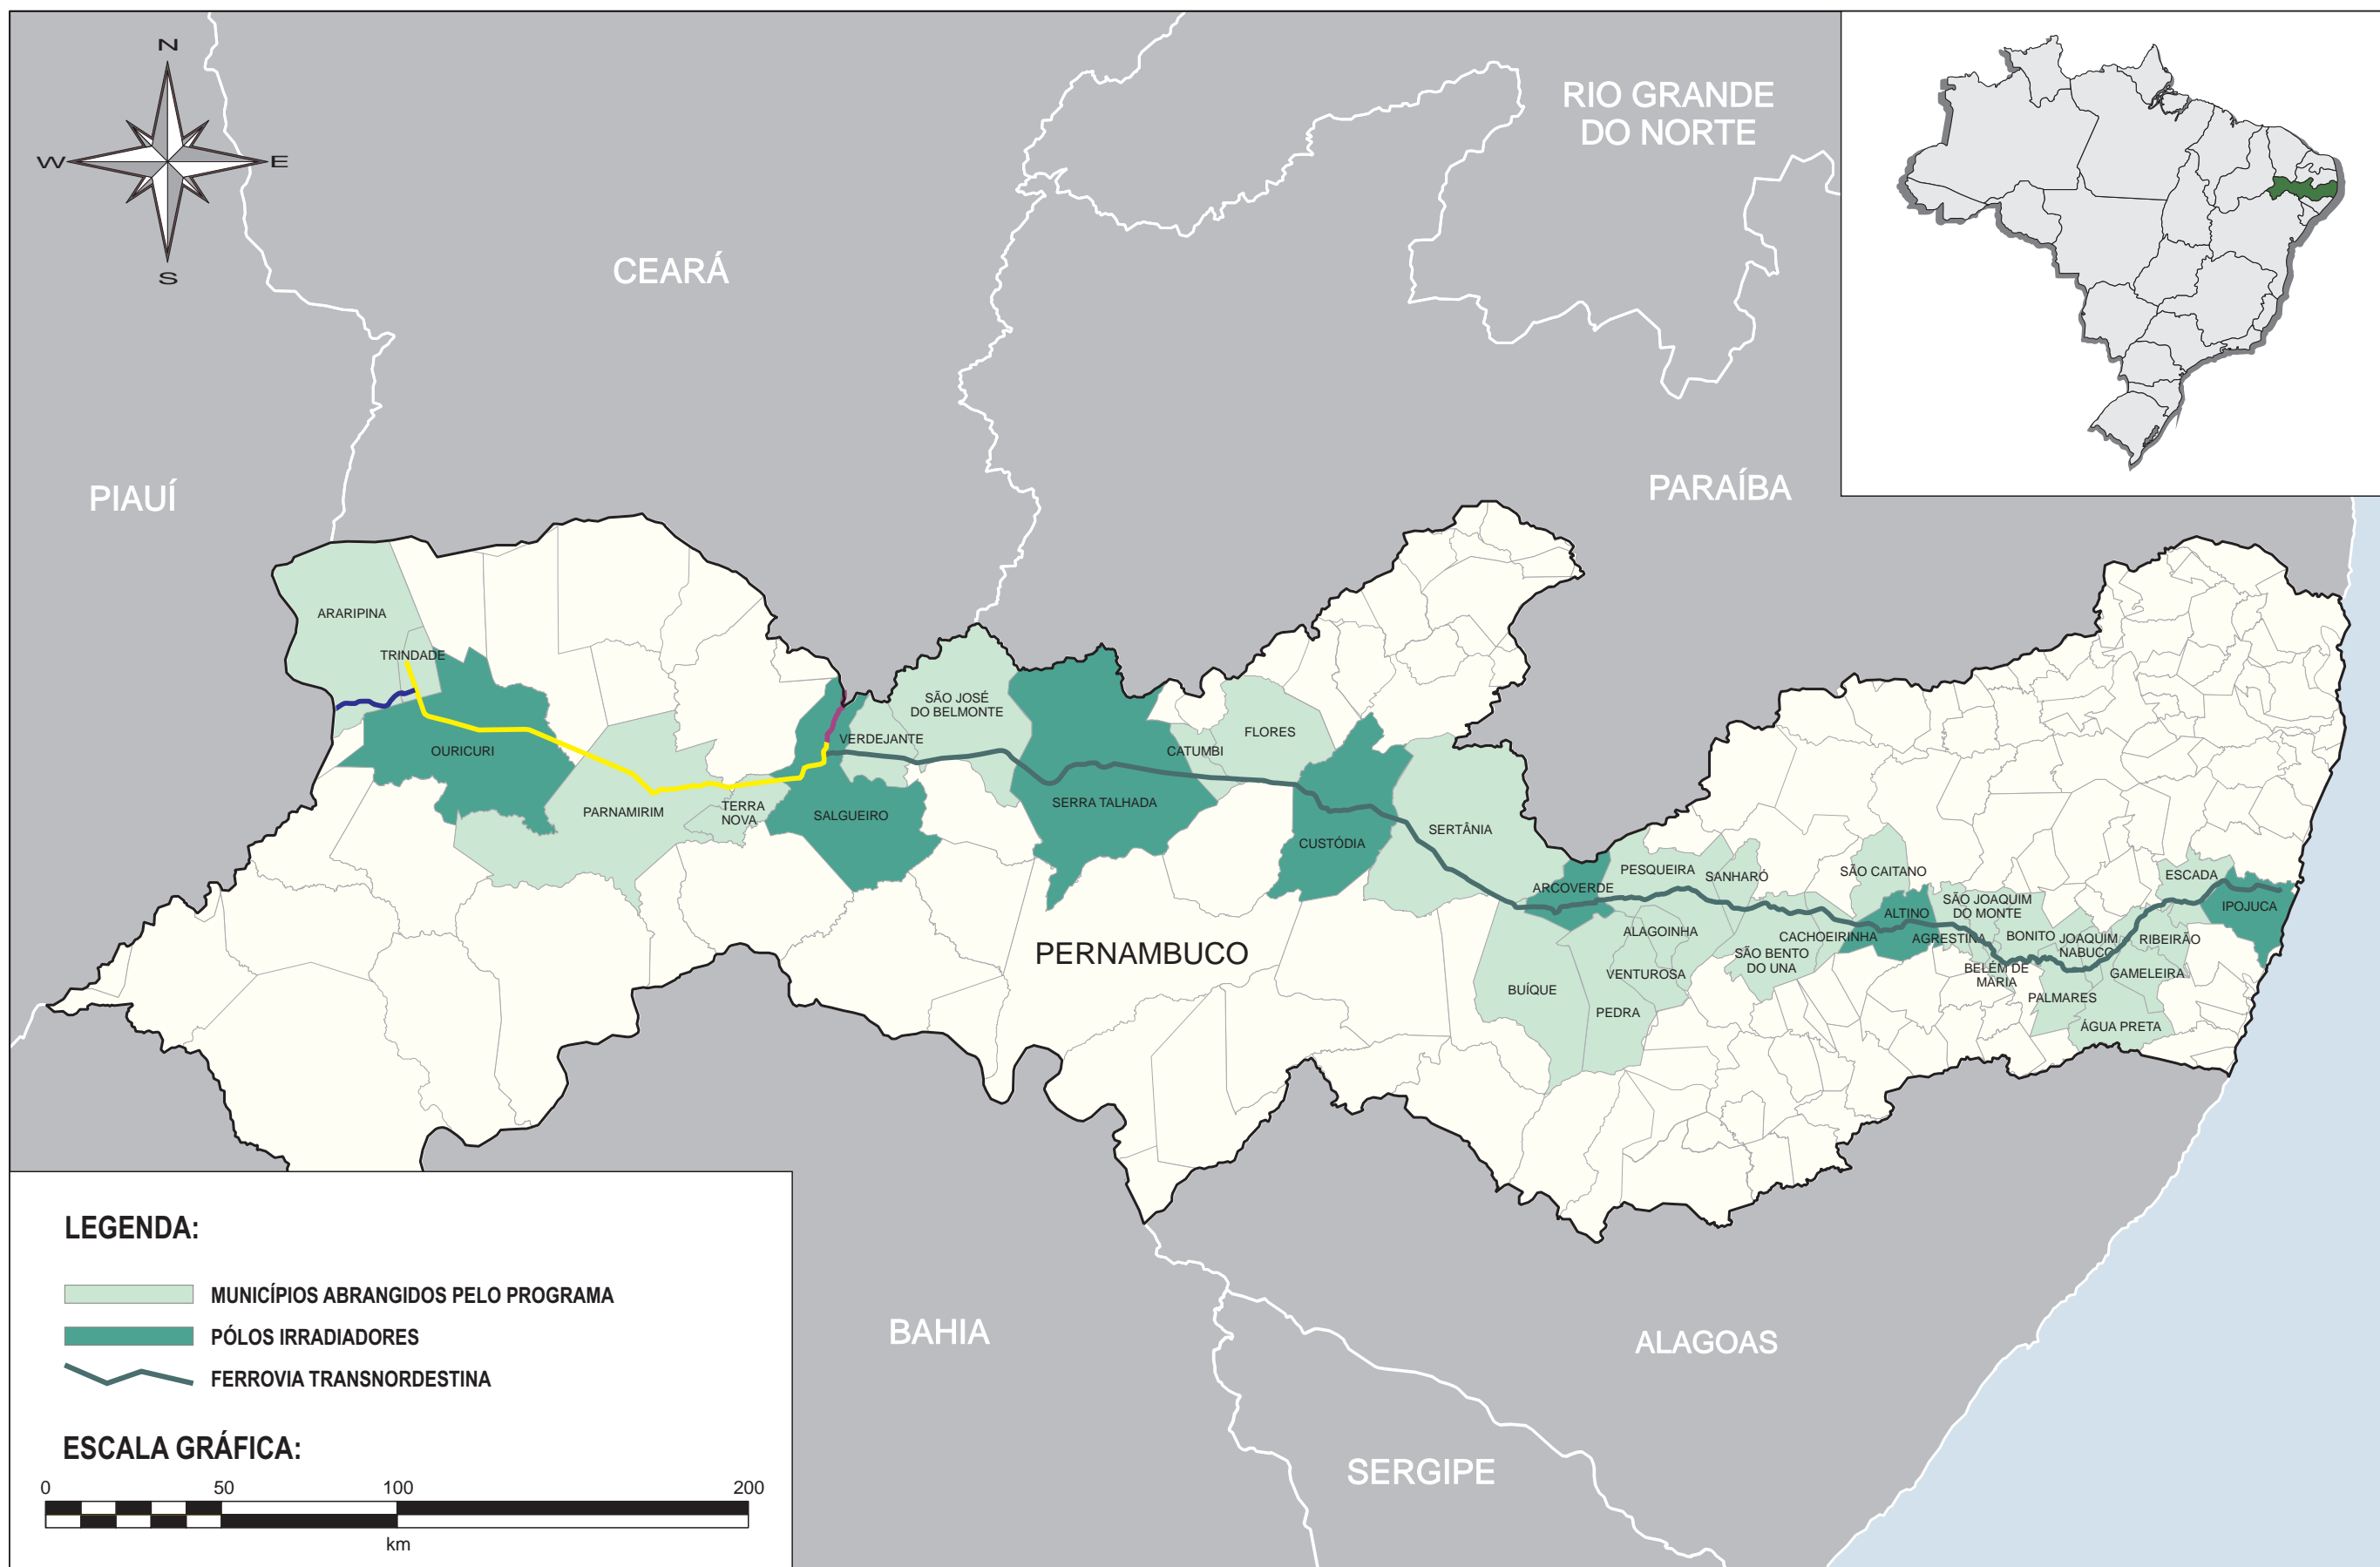 N
W
E
S
RIO GRANDE
DO NORTE
CEARÁ
PIAUÍ
PARAÍBA
ARARIPINA
TRINDADE
OURICURI
PARNAMIRIM
TERRA
NOVA
SALGUEIRO
VERDEJANTE
SÃO JOSÉ
DO BELMONTE
SERRA TALHADA
CATUMBI
FLORES
CUSTÓDIA
SERTÂNIA
ARCOVERDE
PESQUEIRA
SANHARÓ
ALAGOINHA
VENTUROSA
BUÍQUE
PEDRA
SÃO BENTO
DO UNA
CACHOEIRINHA
SÃO CAITANO
ALTINO
AGRESTINA
SÃO JOAQUIM
DO MONTE
BONITO
BELÉM DE
MARIA
JOAQUIM
NABUCO
PALMARES
ÁGUA PRETA
GAMELEIRA
RIBEIRÃO
ESCADA
IPOJUCA
PERNAMBUCO
BAHIA
ALAGOAS
SERGIPE
LEGENDA:
MUNICÍPIOS ABRANGIDOS PELO PROGRAMA
PÓLOS IRRADIADORES
FERROVIA TRANSNORDESTINA
ESCALA GRÁFICA:
0 50 100 200
km